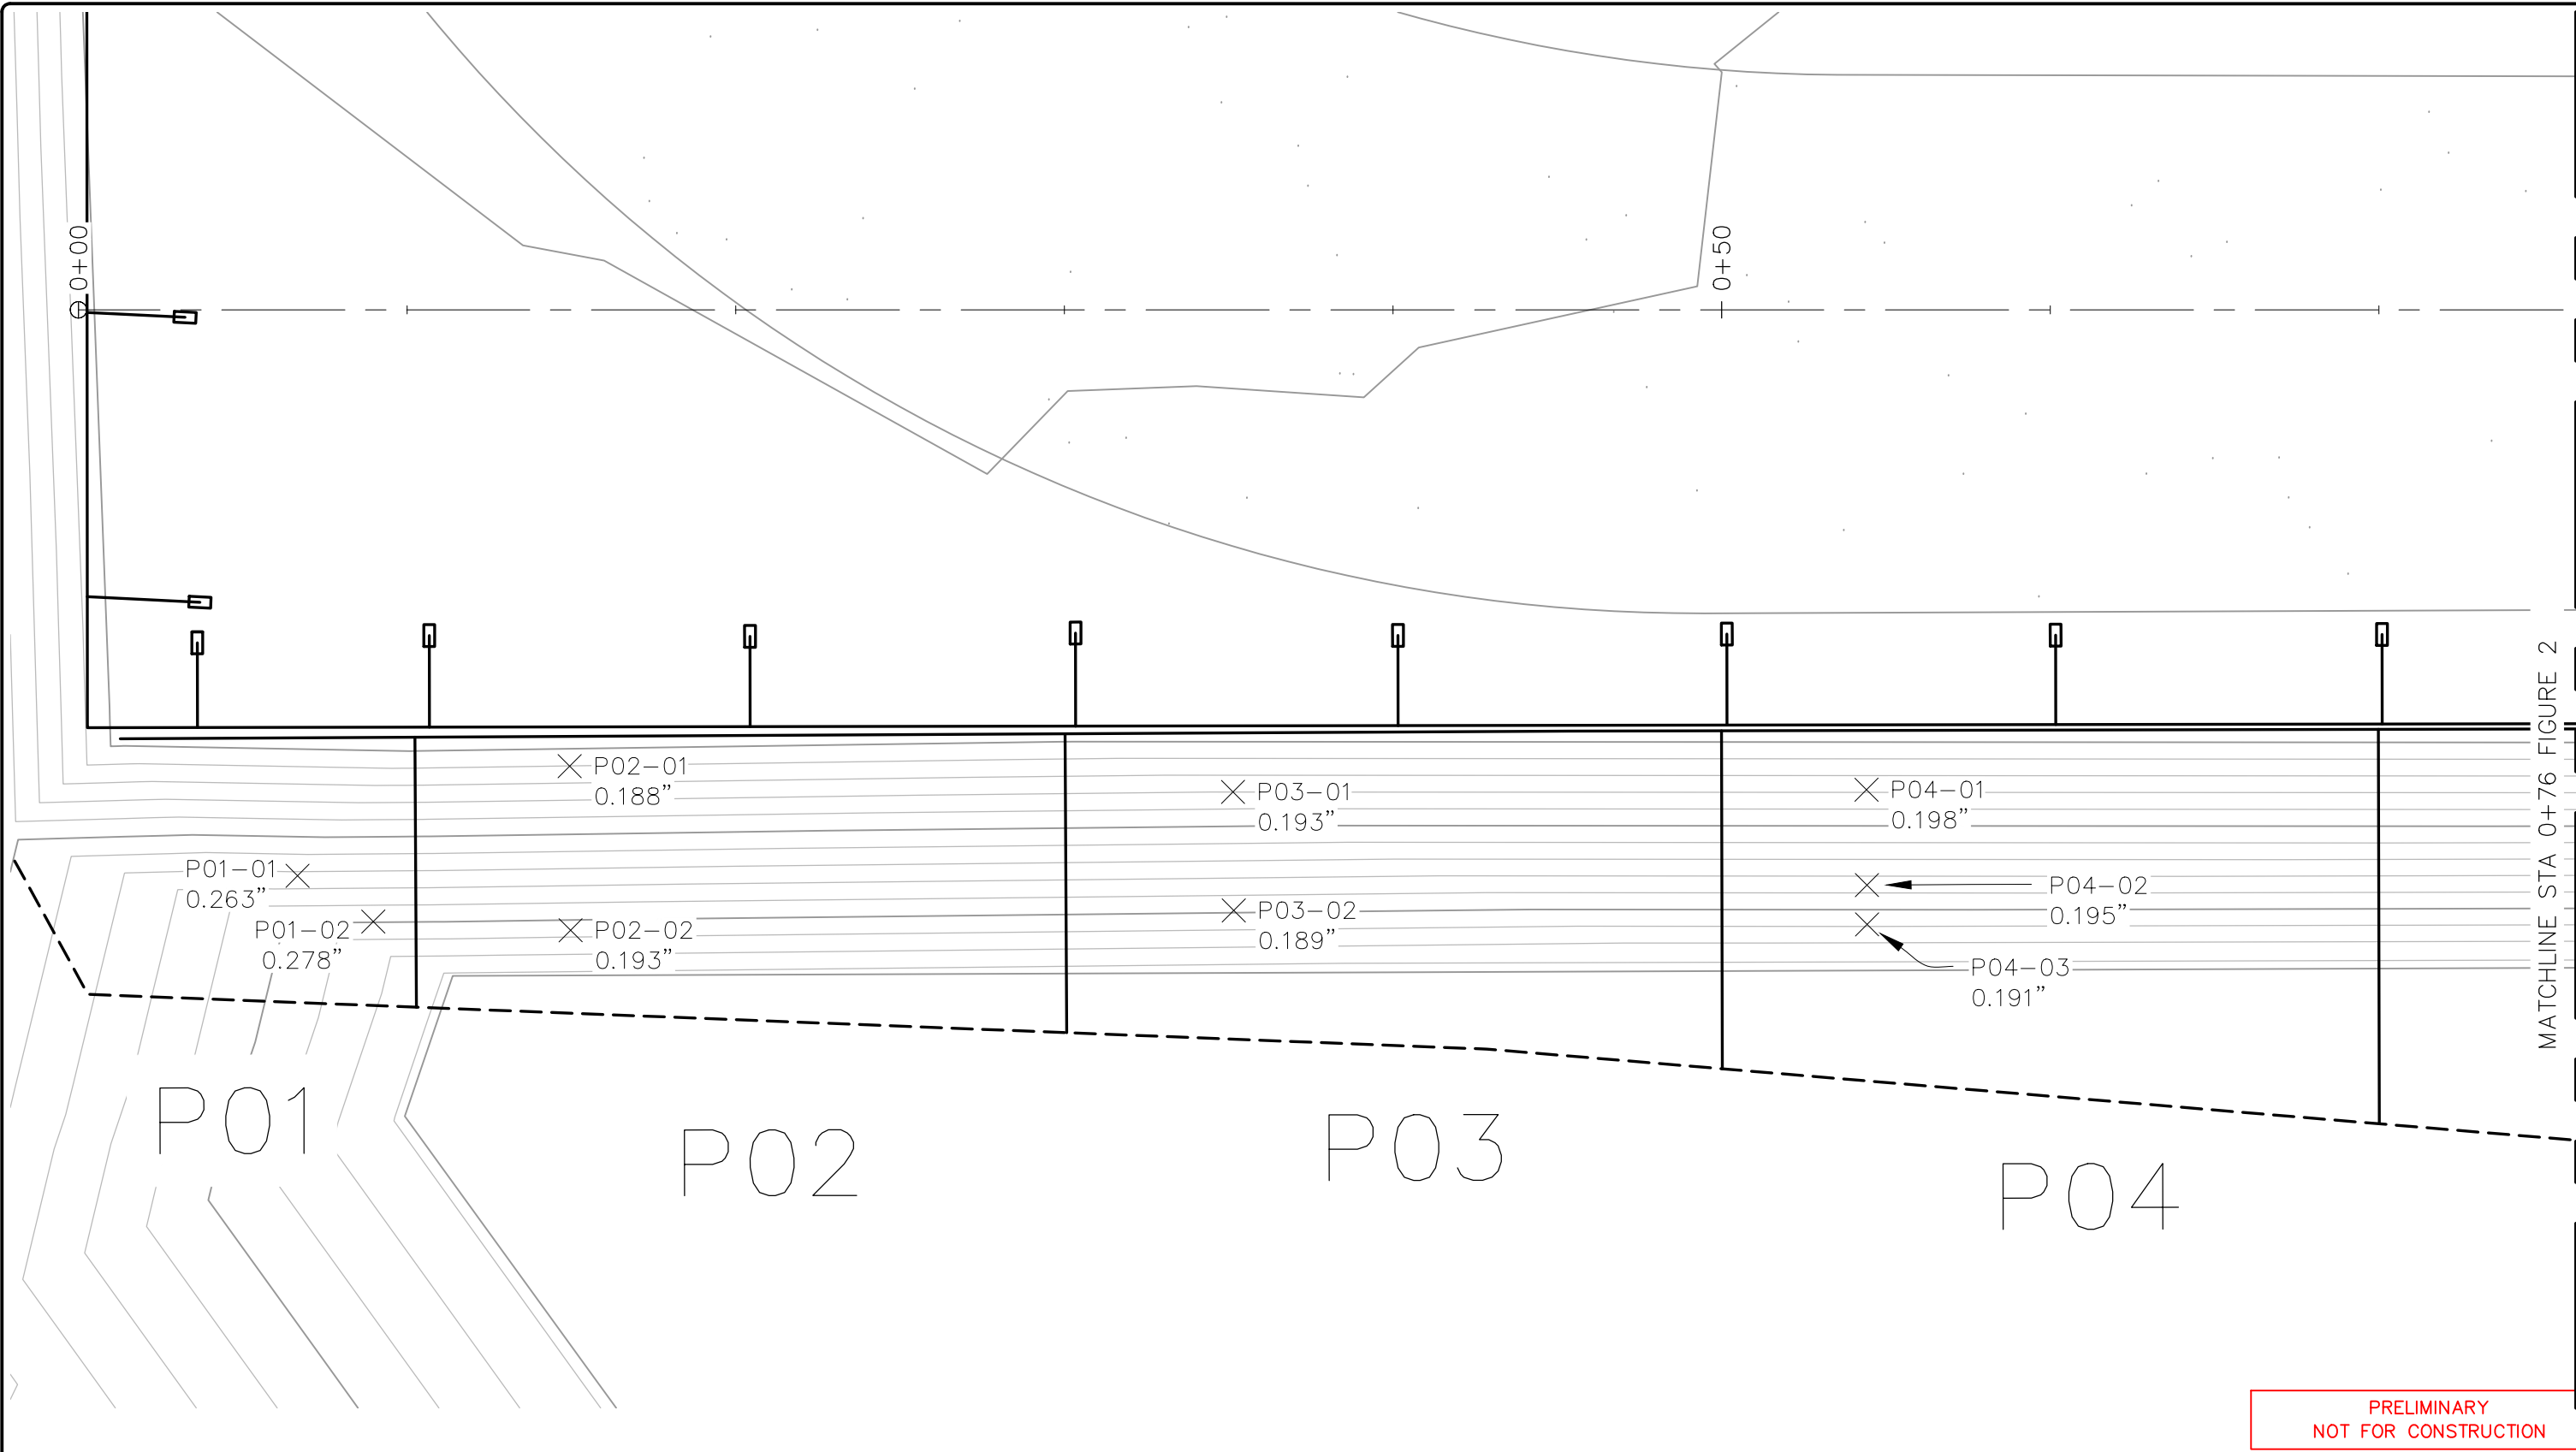 0+00
0+50
P02-01
0.188"
P03-01
0.193"
P04-01
0.198"
P01-01
0.263"
P04-02
0.195"
P01-02
0.278"
P02-02
0.193"
P03-02
0.189"
P04-03
0.191"
MATCHLINE STA 0+76 FIGURE 2
P01
P02
P03
P04
PRELIMINARY
NOT FOR CONSTRUCTION